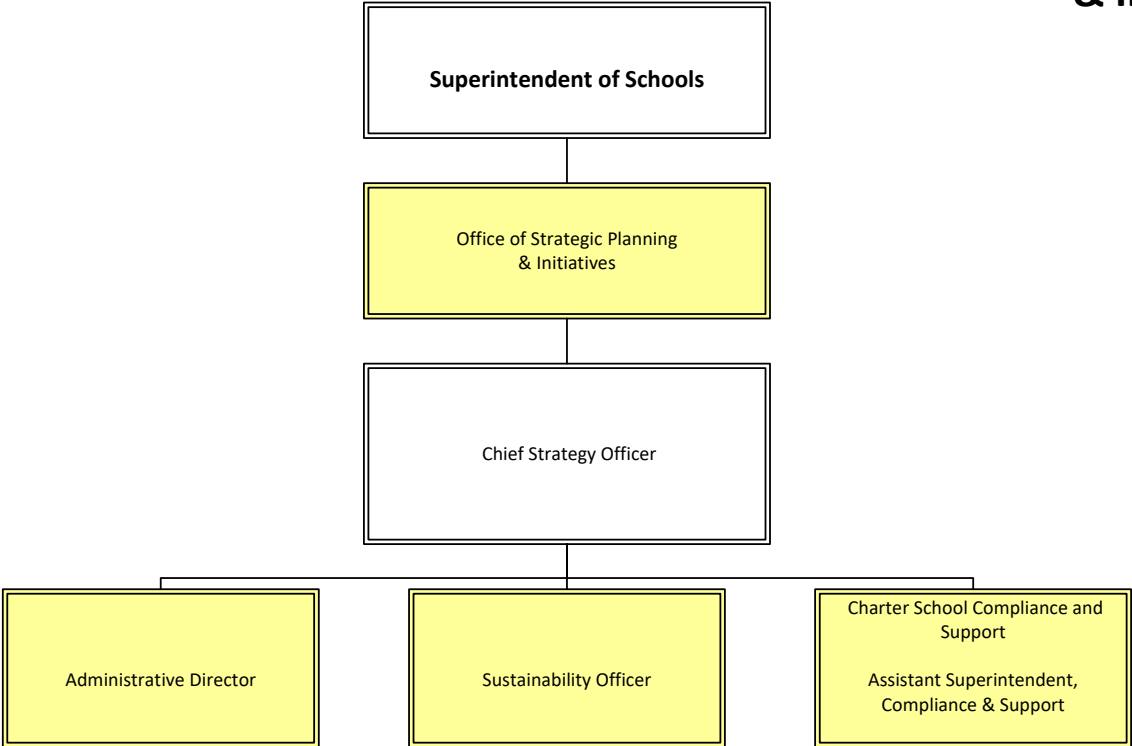 Superintendent of Schools
Office of Strategic Planning
& Initiatives
Chief Strategy Officer
Administrative Director
Sustainability Officer
Charter School Compliance and
Support
Assistant Superintendent,
Compliance & Support